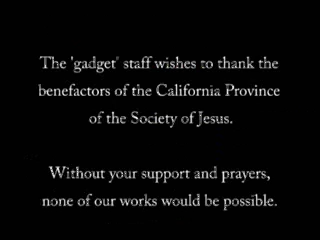 The 'gadget' staff wishes to thank the
benefactors of the California Province
of the Society of Jesus.
Without your support and prayers,
none of our works would be possible.